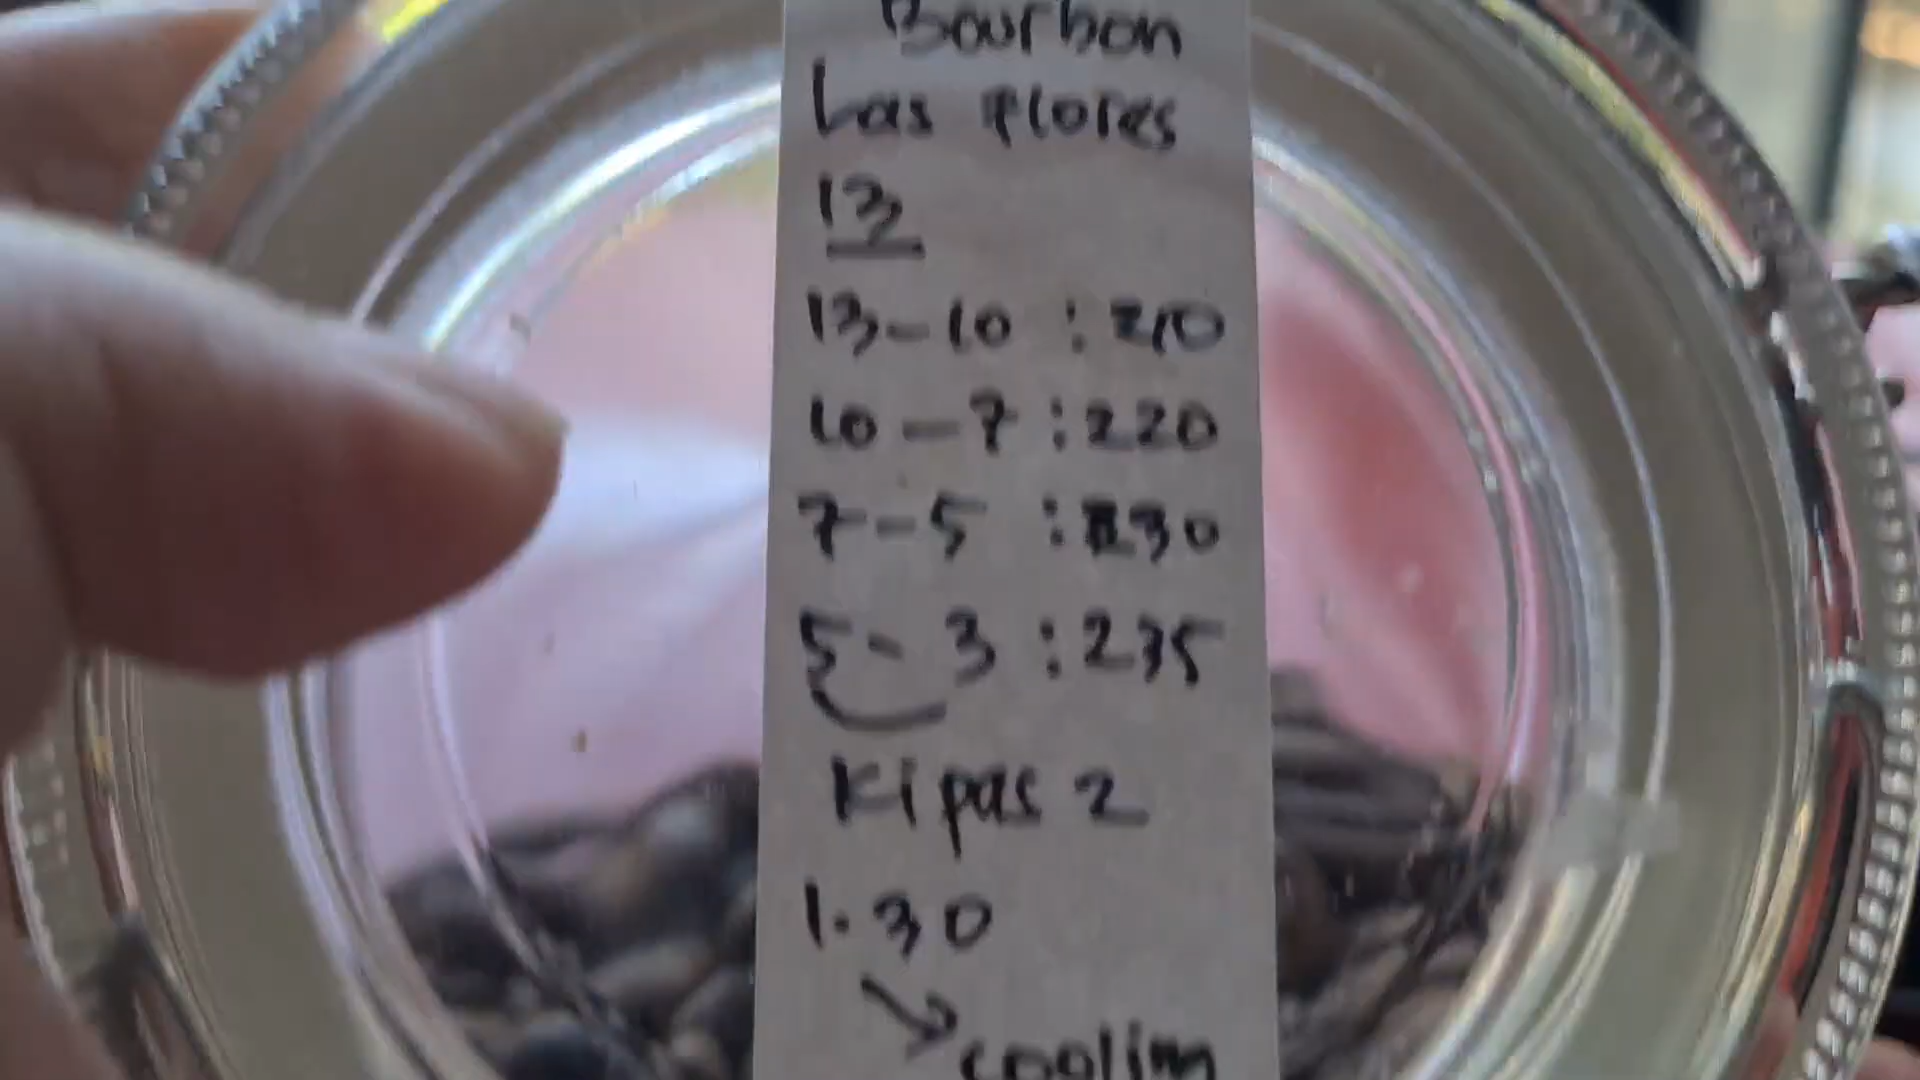 Bourbon
Las flores
13
13-10 : 210
10-7 : 220
7-5 : 230
5-3 : 235
Kipas 2
1.30
↘ cooling